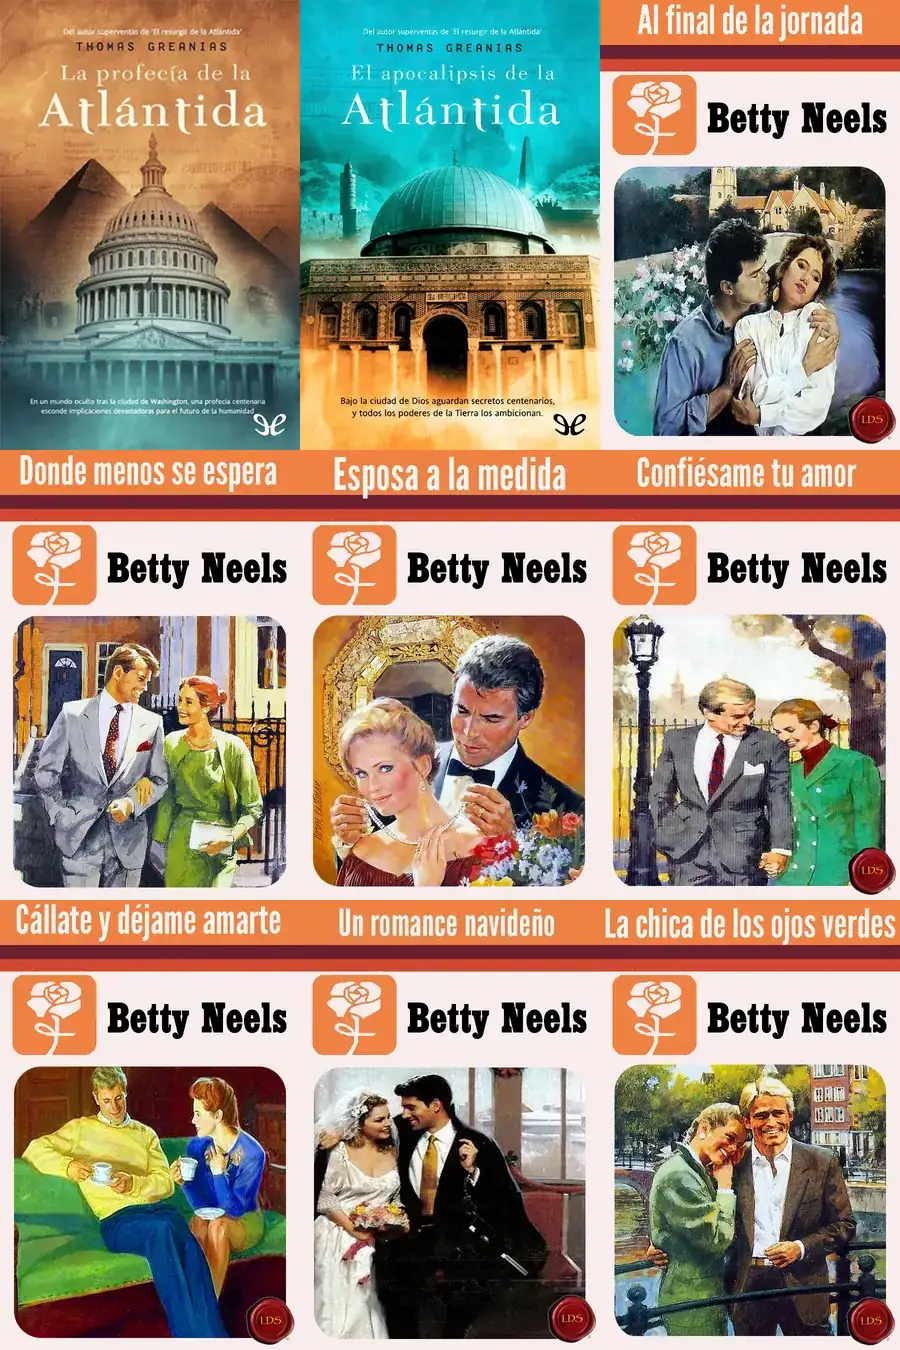 Del autor superventas de 'El resurgir de la Atlántida'
THOMAS GREANIAS
La profecía de la
Atlántida
CONFIDENTIAL
En un mundo oculto tras la ciudad de Washington, una profecía centenaria
esconde implicaciones devastadoras para el futuro de la humanidad
Del autor superventas de 'El resurgir de la Atlántida'
THOMAS GREANIAS
El apocalipsis de la
Atlántida
Bajo la ciudad de Dios aguardan secretos centenarios,
y todos los poderes de la Tierra los ambicionan.
Al final de la jornada
Betty Neels
LDS
Donde menos se espera
Betty Neels
Esposa a la medida
Betty Neels
Confiésame tu amor
Betty Neels
LDS
Cállate y déjame amarte
Betty Neels
LDS
Un romance navideño
Betty Neels
LDS
La chica de los ojos verdes
Betty Neels
LDS